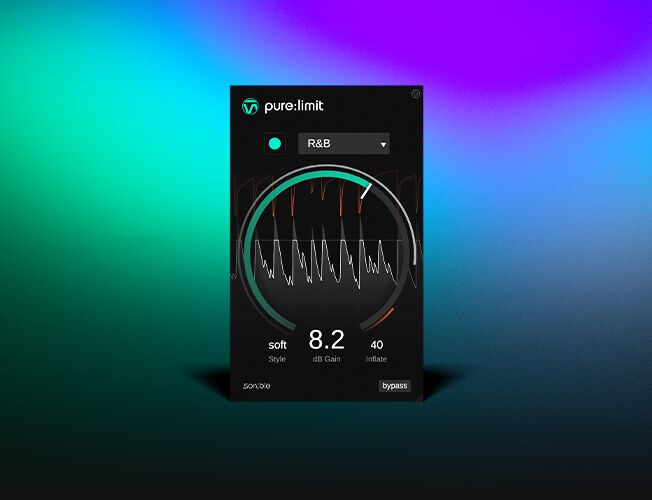 pure:limit
R&B
soft
8.2
40
Style
dB Gain
Inflate
sonible
bypass